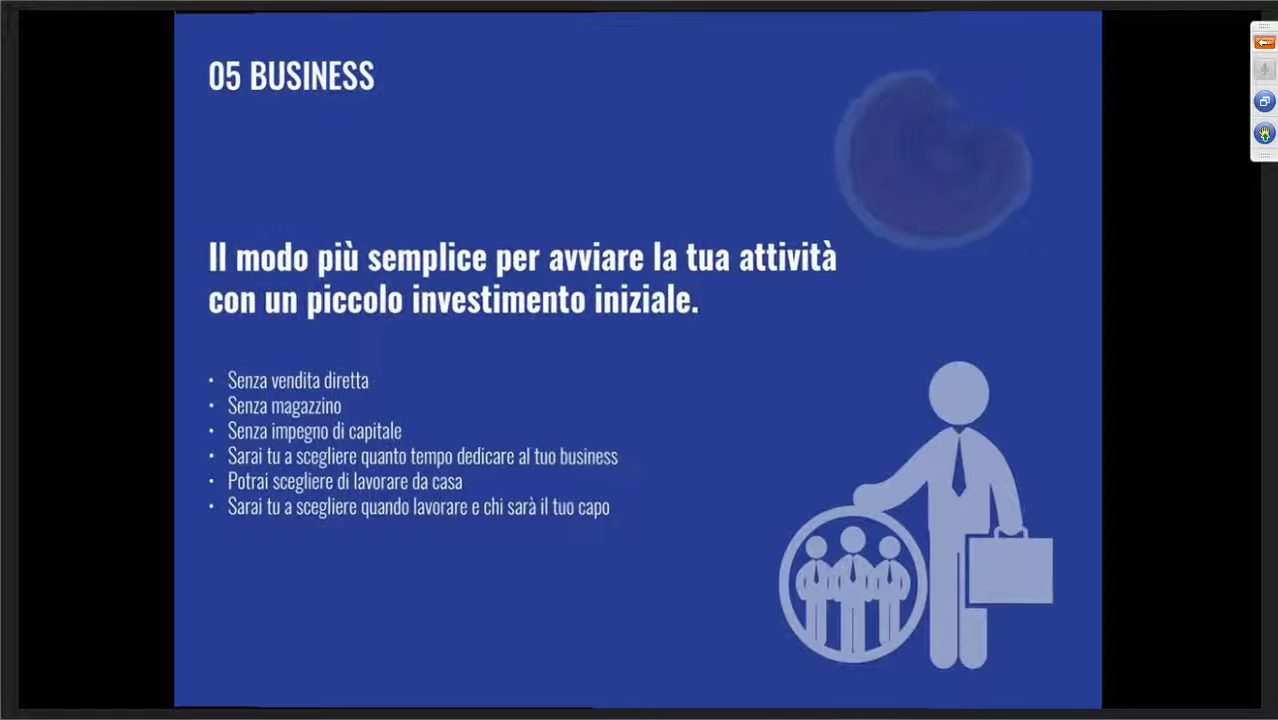 05 BUSINESS
Il modo più semplice per avviare la tua attività
con un piccolo investimento iniziale.
• Senza vendita diretta
• Senza magazzino
• Senza impegno di capitale
• Sarai tu a scegliere quanto tempo dedicare al tuo business
• Potrai scegliere di lavorare da casa
• Sarai tu a scegliere quando lavorare e chi sarà il tuo capo